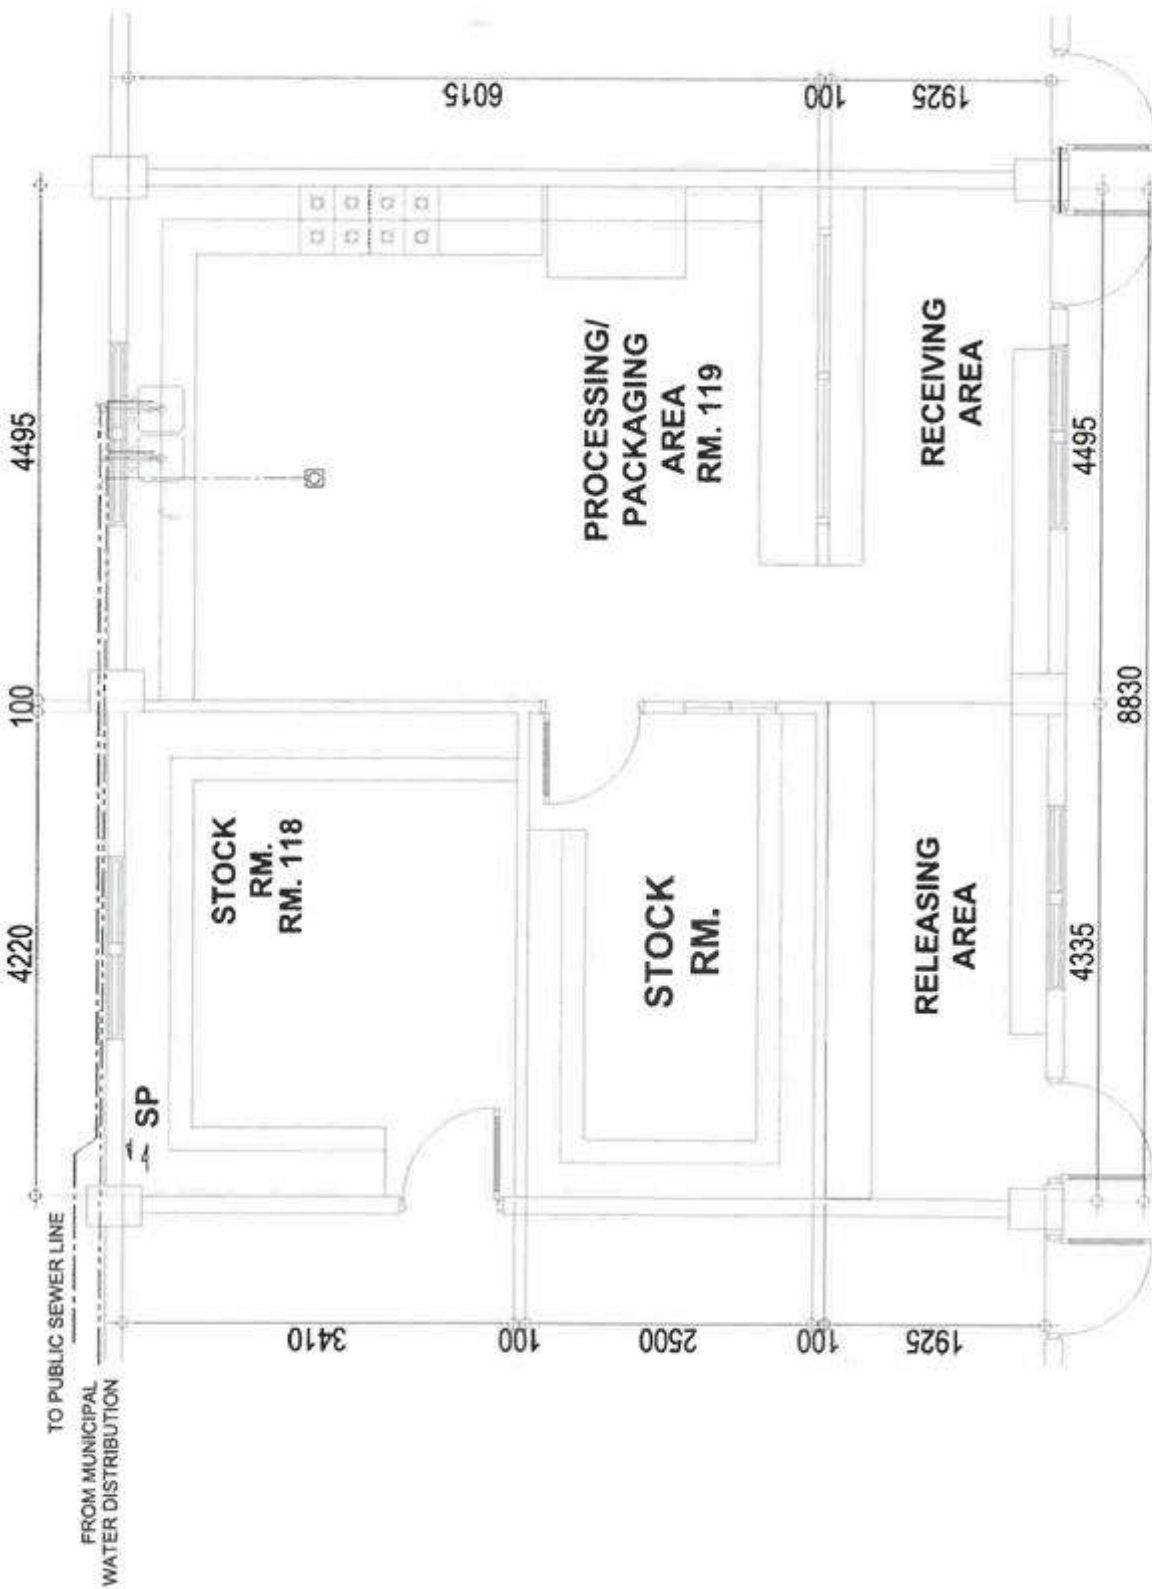 TO PUBLIC SEWER LINE
FROM MUNICIPAL
WATER DISTRIBUTION
4220
100
4495
SP
3410
100
2500
100
1925
6015
100
1925
STOCK
RM.
RM. 118
STOCK
RM.
PROCESSING/
PACKAGING
AREA
RM. 119
RELEASING
AREA
RECEIVING
AREA
4335
4495
8830